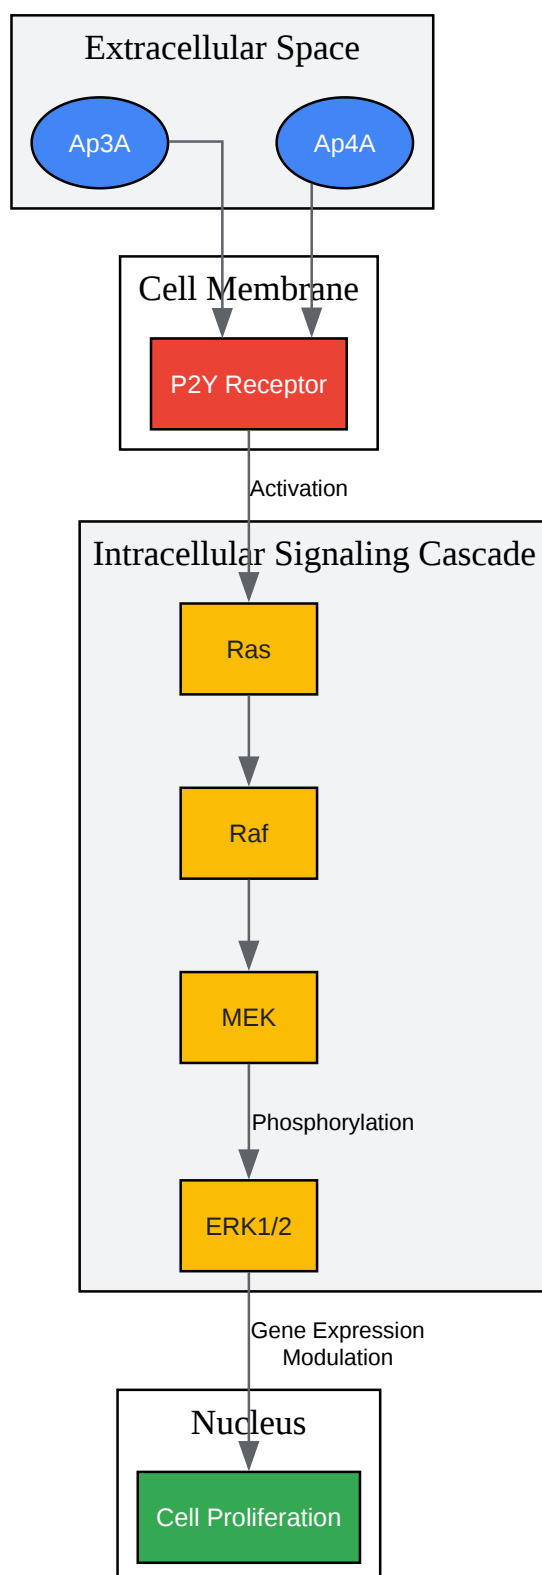 Extracellular Space
Ap3A
Ap4A
Cell Membrane
P2Y Receptor
Activation
Intracellular Signaling Cascade
Ras
Raf
MEK
Phosphorylation
ERK1/2
Gene Expression
Modulation
Nucleus
Cell Proliferation